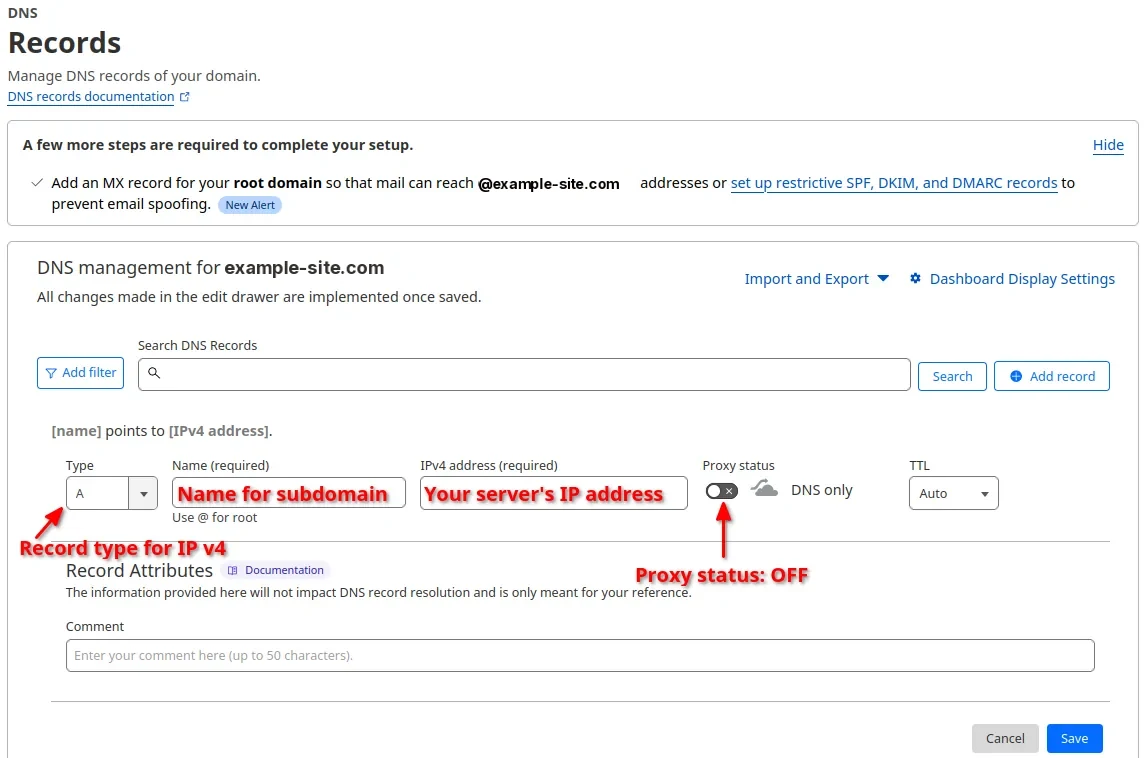 DNS
Records
Manage DNS records of your domain.
DNS records documentation
A few more steps are required to complete your setup.
Hide
Add an MX record for your root domain so that mail can reach @example-site.com addresses or set up restrictive SPF, DKIM, and DMARC records to
prevent email spoofing. New Alert
DNS management for example-site.com
All changes made in the edit drawer are implemented once saved.
Import and Export
Dashboard Display Settings
Search DNS Records
Add filter
Search
Add record
[name] points to [IPv4 address].
Type
Name (required)
IPv4 address (required)
Proxy status
TTL
A
Name for subdomain
Your server's IP address
DNS only
Auto
Use @ for root
Record type for IP v4
Proxy status: OFF
Record Attributes
Documentation
The information provided here will not impact DNS record resolution and is only meant for your reference.
Comment
Enter your comment here (up to 50 characters).
Cancel
Save